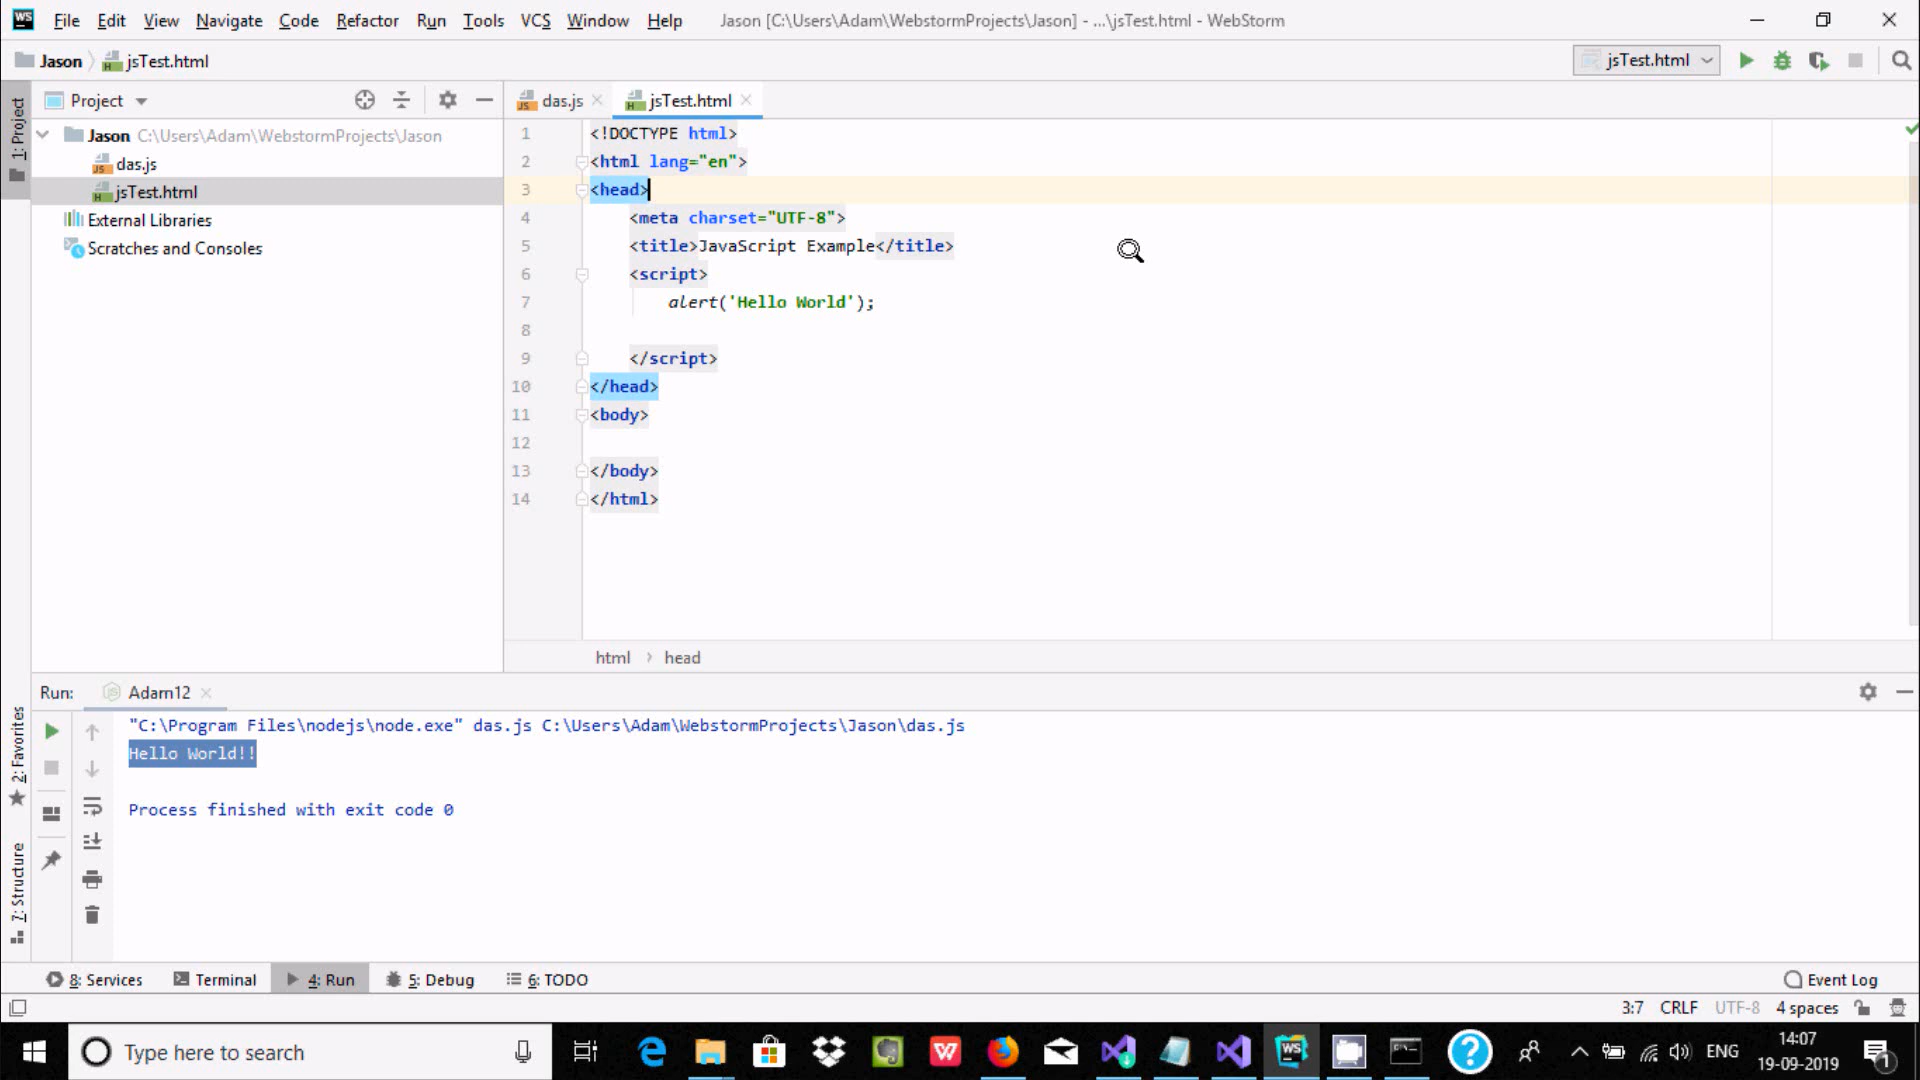 WS File Edit View Navigate Code Refactor Run Tools VCS Window Help Jason [C:\Users\Adam\WebstormProjects\Jason] - ...\jsTest.html - WebStorm
Jason jsTest.html jsTest.html
1: Project
Project
Jason C:\Users\Adam\WebstormProjects\Jason
das.js
jsTest.html
External Libraries
Scratches and Consoles
das.js jsTest.html
1 <!DOCTYPE html>
2 <html lang="en">
3 <head>
4 <meta charset="UTF-8">
5 <title>JavaScript Example</title>
6 <script>
7 alert('Hello World');
8
9 </script>
10 </head>
11 <body>
12
13 </body>
14 </html>
html › head
Run: Adam12
"C:\Program Files\nodejs\node.exe" das.js C:\Users\Adam\WebstormProjects\Jason\das.js
Hello World!!
Process finished with exit code 0
2: Favorites
7: Structure
8: Services Terminal 4: Run 5: Debug 6: TODO Event Log
3:7 CRLF UTF-8 4 spaces
Type here to search
WS
ENG
14:07
19-09-2019
1